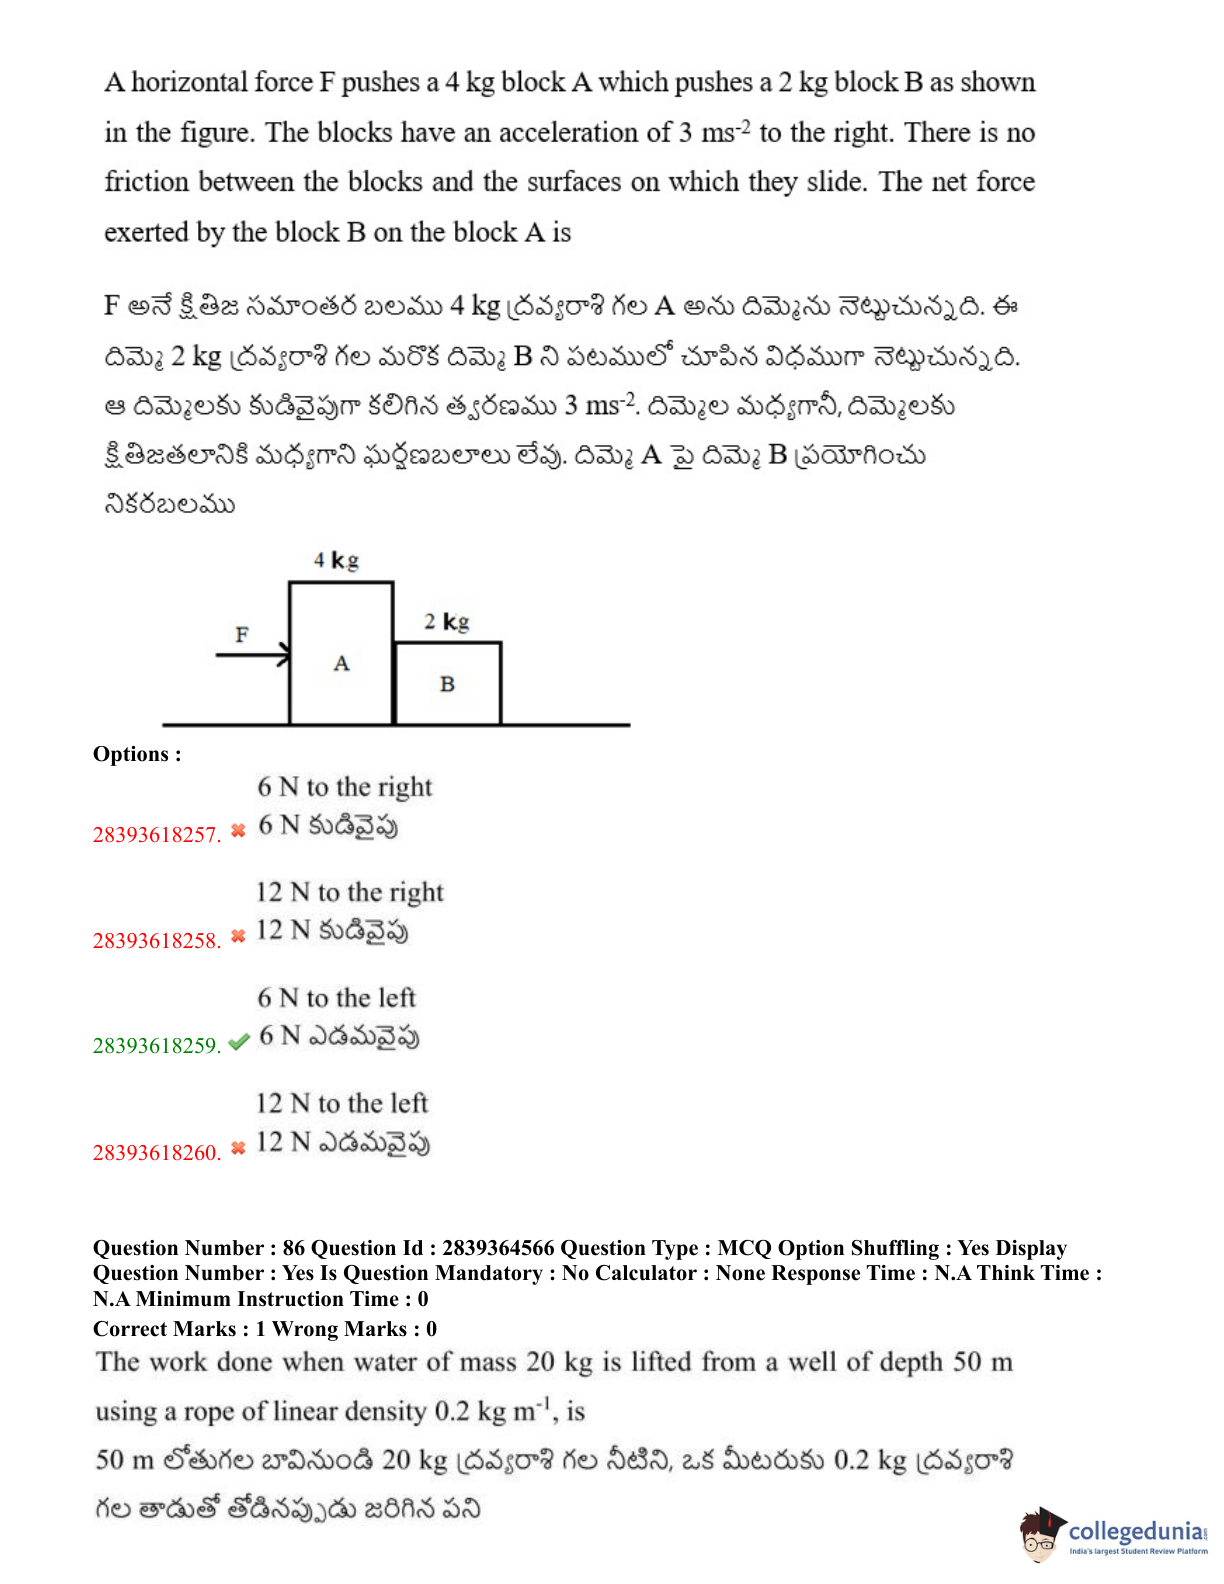 A horizontal force F pushes a 4 kg block A which pushes a 2 kg block B as shown
in the figure. The blocks have an acceleration of 3 ms⁻² to the right. There is no
friction between the blocks and the surfaces on which they slide. The net force
exerted by the block B on the block A is
F అనే క్షితిజ సమాంతర బలము 4 kg ద్రవ్యరాశి గల A అను దిమ్మెను నెట్టుచున్నది. ఈ
దిమ్మె 2 kg ద్రవ్యరాశి గల మరొక దిమ్మె B ని పటములో చూపిన విధముగా నెట్టుచున్నది.
ఆ దిమ్మెలకు కుడివైపుగా కలిగిన త్వరణము 3 ms⁻². దిమ్మెల మధ్యగానీ, దిమ్మెలకు
క్షితిజతలానికి మధ్యగాని ఘర్షణబలాలు లేవు. దిమ్మె A పై దిమ్మె B ప్రయోగించు
నికరబలము
4 kg
2 kg
F
A
B
Options :
6 N to the right
28393618257. 6 N కుడివైపు
12 N to the right
28393618258. 12 N కుడివైపు
6 N to the left
28393618259. 6 N ఎడమవైపు
12 N to the left
28393618260. 12 N ఎడమవైపు
Question Number : 86 Question Id : 2839364566 Question Type : MCQ Option Shuffling : Yes Display
Question Number : Yes Is Question Mandatory : No Calculator : None Response Time : N.A Think Time :
N.A Minimum Instruction Time : 0
Correct Marks : 1 Wrong Marks : 0
The work done when water of mass 20 kg is lifted from a well of depth 50 m
using a rope of linear density 0.2 kg m⁻¹, is
50 m లోతుగల బావినుండి 20 kg ద్రవ్యరాశి గల నీటిని, ఒక మీటరుకు 0.2 kg ద్రవ్యరాశి
గల తాడుతో తోడినప్పుడు జరిగిన పని
collegedunia
India's largest Student Review Platform